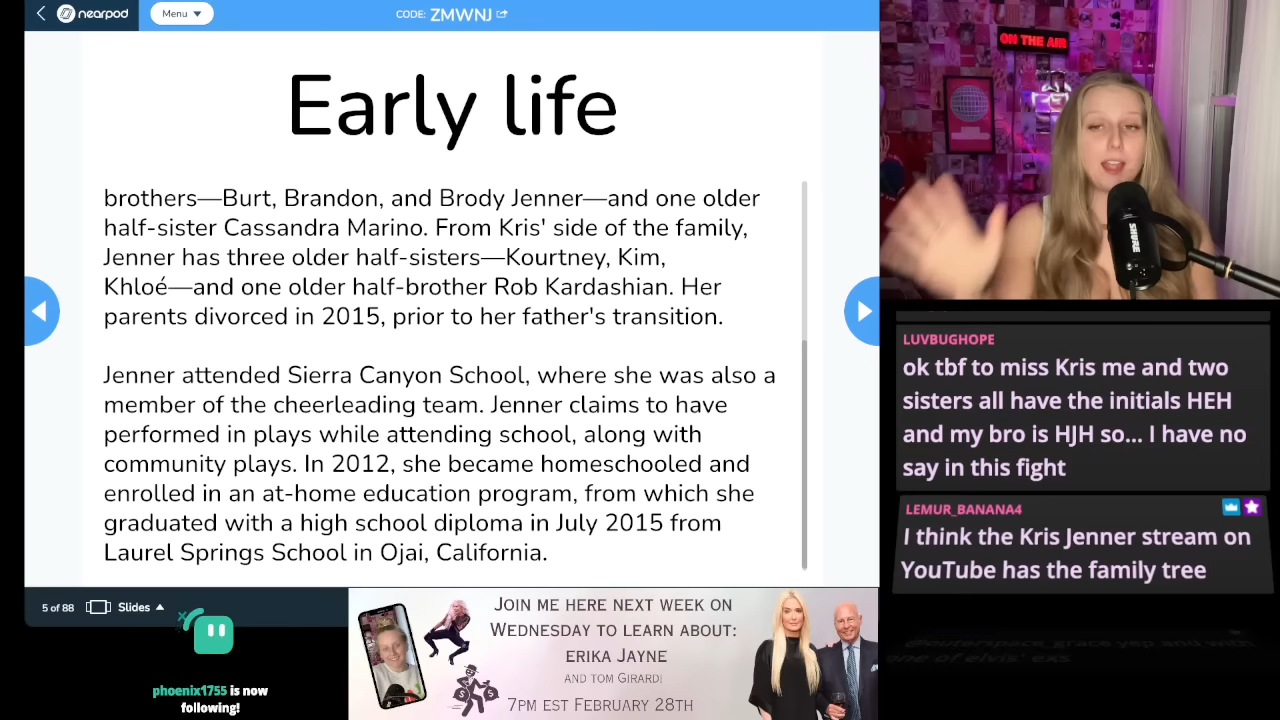 nearpod
Menu
CODE: ZMWNJ
Early life
brothers—Burt, Brandon, and Brody Jenner—and one older
half-sister Cassandra Marino. From Kris' side of the family,
Jenner has three older half-sisters—Kourtney, Kim,
Khloé—and one older half-brother Rob Kardashian. Her
parents divorced in 2015, prior to her father's transition.
Jenner attended Sierra Canyon School, where she was also a
member of the cheerleading team. Jenner claims to have
performed in plays while attending school, along with
community plays. In 2012, she became homeschooled and
enrolled in an at-home education program, from which she
graduated with a high school diploma in July 2015 from
Laurel Springs School in Ojai, California.
5 of 88
Slides
phoenix1755 is now
following!
JOIN ME HERE NEXT WEEK ON
WEDNESDAY TO LEARN ABOUT:
ERIKA JAYNE
AND TOM GIRARDI
7PM EST FEBRUARY 28TH
ON THE AIR
SHURE
LUVBUGHOPE
ok tbf to miss Kris me and two
sisters all have the initials HEH
and my bro is HJH so... I have no
say in this fight
LEMUR_BANANA4
I think the Kris Jenner stream on
YouTube has the family tree
@outerspace_grace yep and with
one of elvis' exs